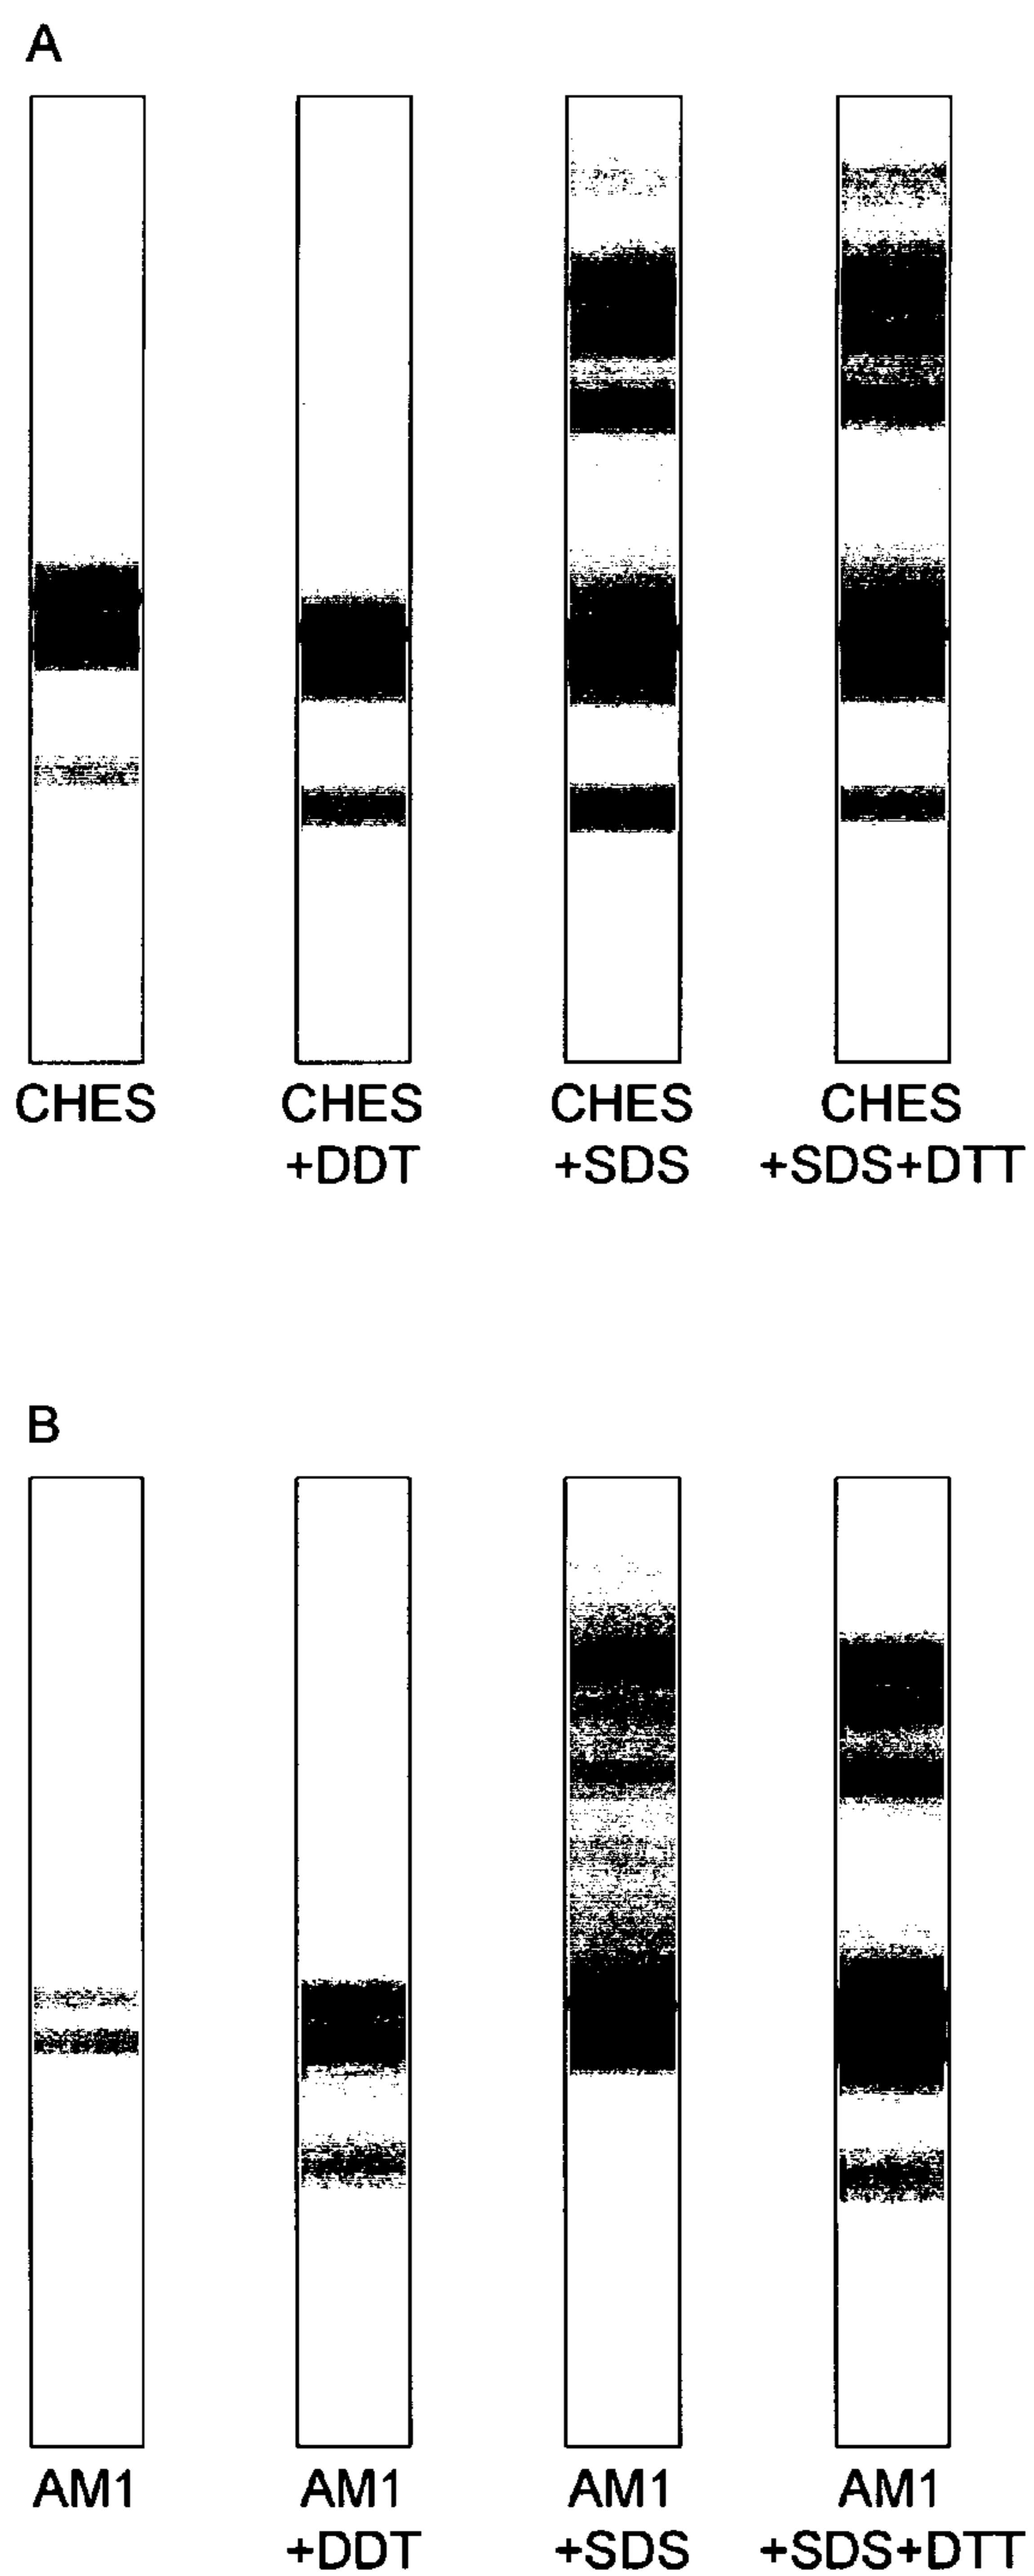 A
CHES
CHES
+DDT
CHES
+SDS
CHES
+SDS+DTT
B
AM1
AM1
+DDT
AM1
+SDS
AM1
+SDS+DTT